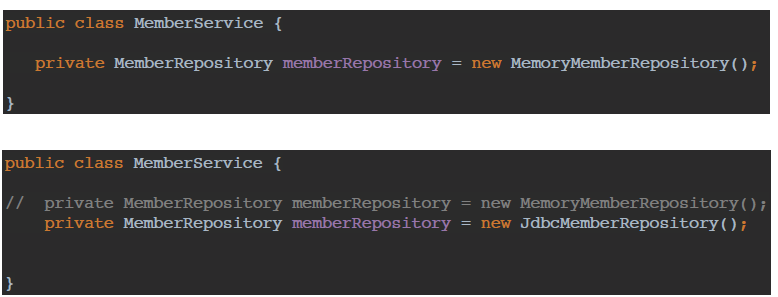 public class MemberService {
private MemberRepository memberRepository = new MemoryMemberRepository();
}
public class MemberService {
// private MemberRepository memberRepository = new MemoryMemberRepository();
private MemberRepository memberRepository = new JdbcMemberRepository();
}